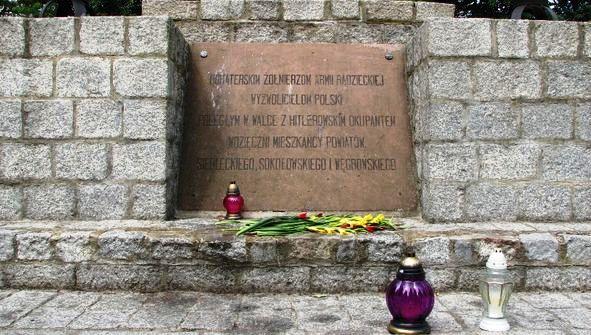 BOHATERSKIM ŻOŁNIERZOM ARMII RADZIECKIEJ
WYZWOLICIELOM POLSKI
POLEGŁYM W WALCE Z HITLEROWSKIM OKUPANTEM
WDZIĘCZNI MIESZKAŃCY POWIATÓW
SIEDLECKIEGO, SOKOŁOWSKIEGO I WĘGROWSKIEGO